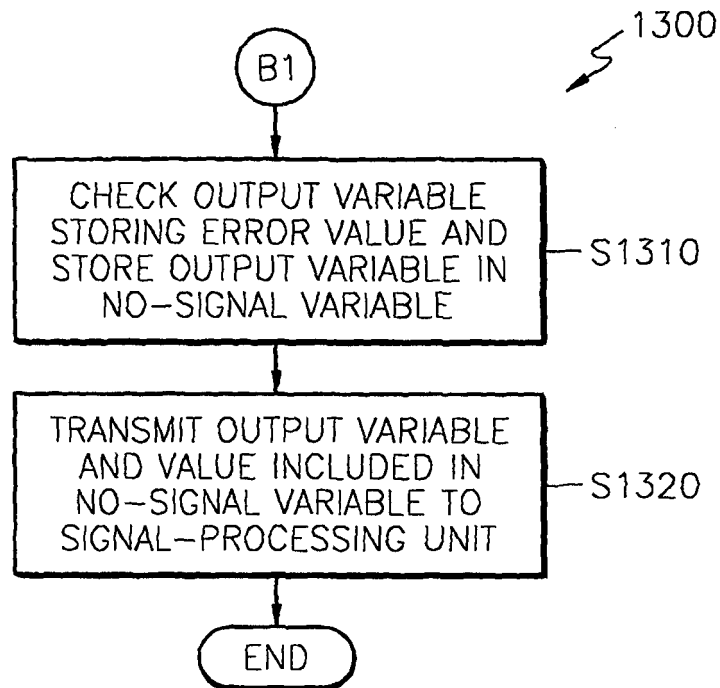 1300
B1
CHECK OUTPUT VARIABLE
STORING ERROR VALUE AND
STORE OUTPUT VARIABLE IN
NO-SIGNAL VARIABLE
S1310
TRANSMIT OUTPUT VARIABLE
AND VALUE INCLUDED IN
NO-SIGNAL VARIABLE TO
SIGNAL-PROCESSING UNIT
S1320
END